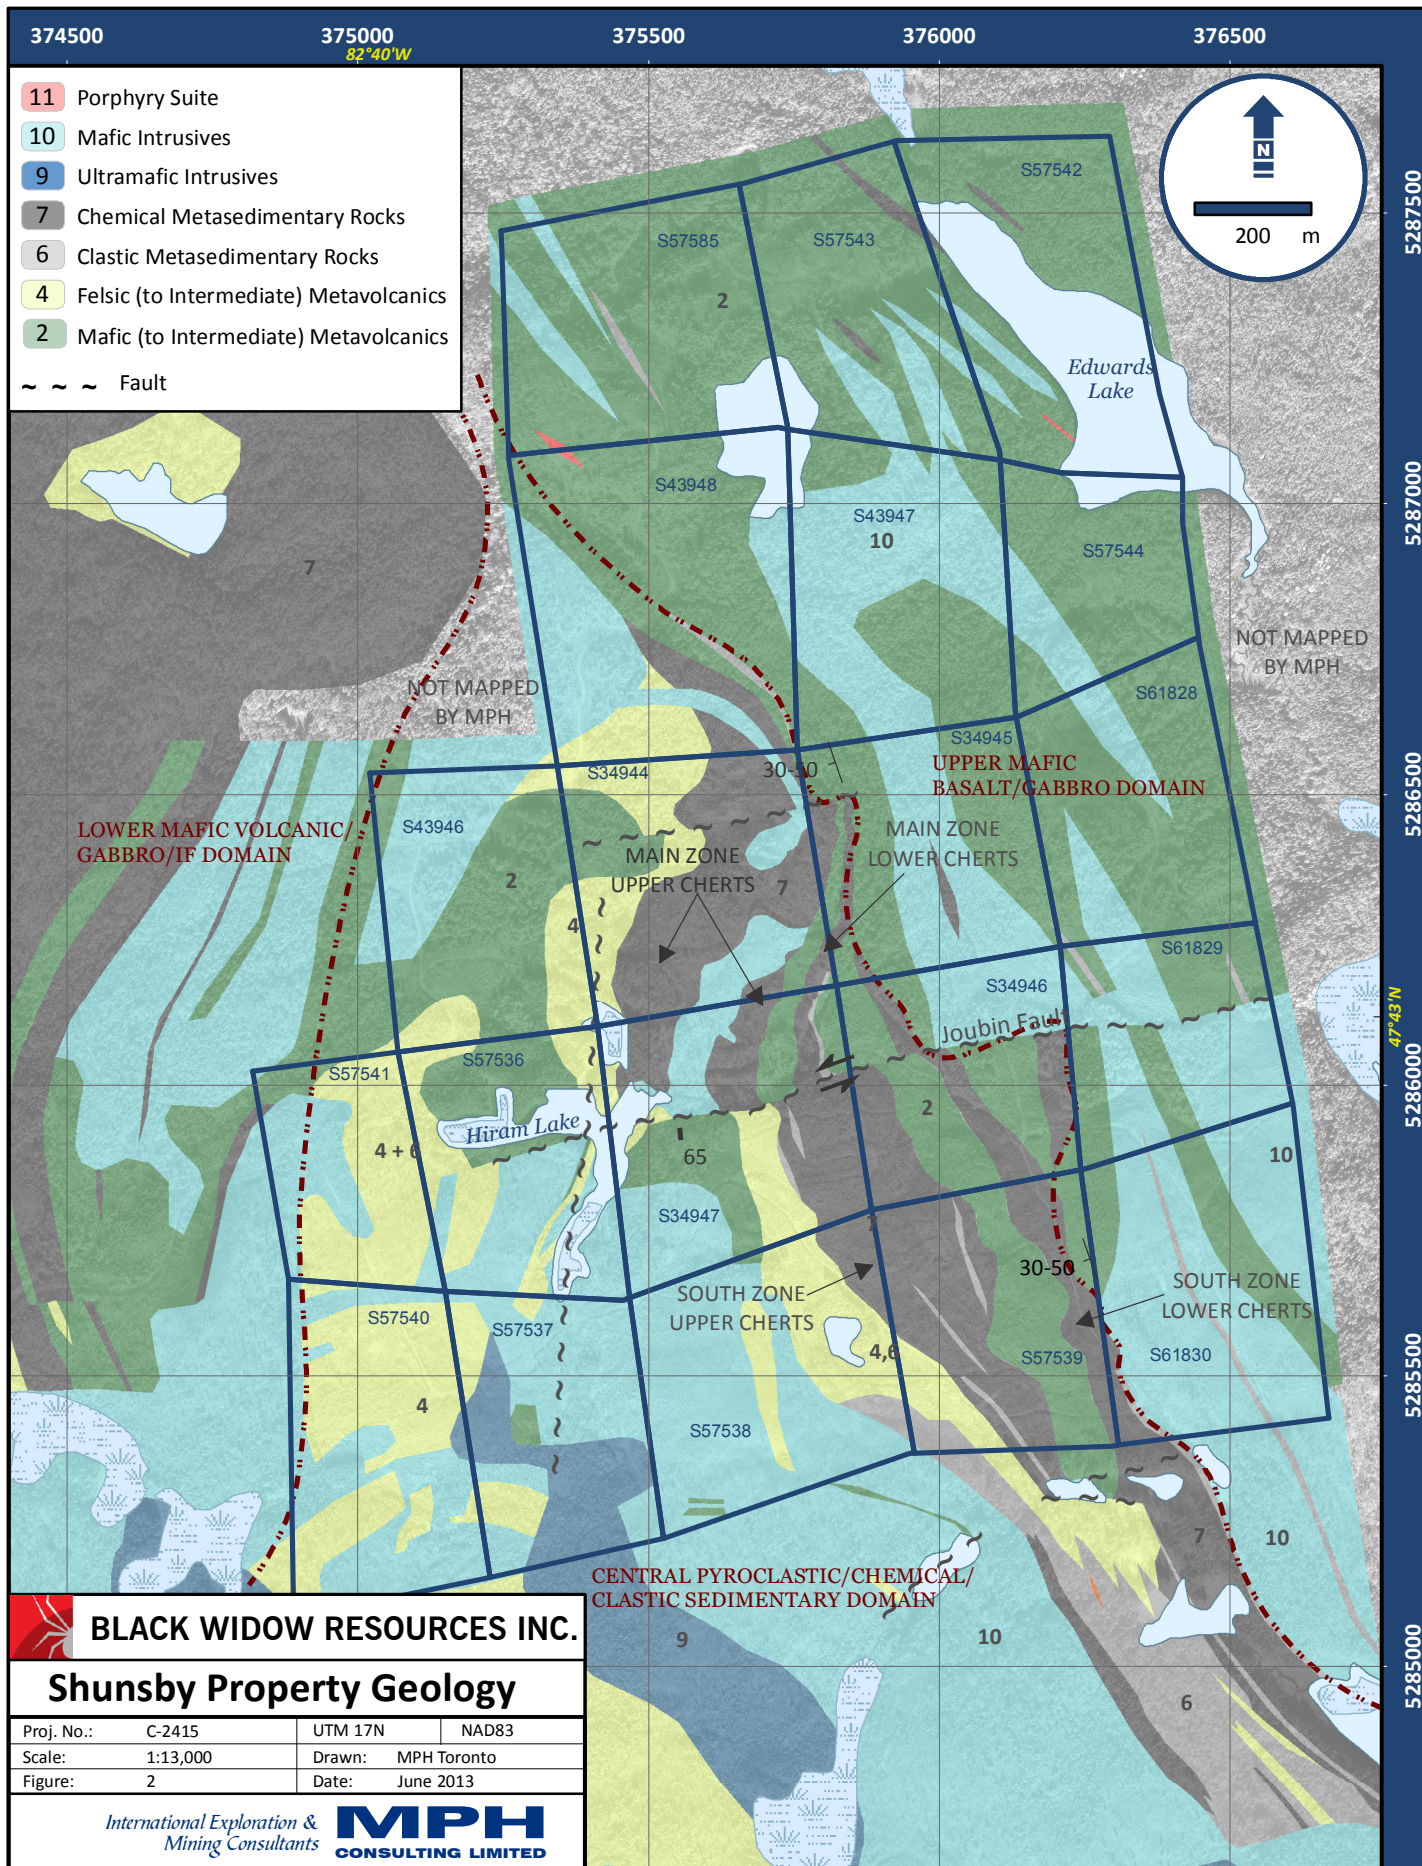 374500 375000 375500 376000 376500
82°40'W
11 Porphyry Suite
10 Mafic Intrusives
9 Ultramafic Intrusives
7 Chemical Metasedimentary Rocks
6 Clastic Metasedimentary Rocks
4 Felsic (to Intermediate) Metavolcanics
2 Mafic (to Intermediate) Metavolcanics
~ ~ ~ Fault
N
200 m
5287500
S57542
S57585
S57543
2
Edwards
Lake
S43948
5287000
S43947
10
S57544
7
NOT MAPPED
BY MPH
NOT MAPPED
BY MPH
S61828
S34945
S34944
30-50
UPPER MAFIC
BASALT/GABBRO DOMAIN
5286500
LOWER MAFIC VOLCANIC/
GABBRO/IF DOMAIN
S43946
MAIN ZONE
LOWER CHERTS
MAIN ZONE
UPPER CHERTS
2
7
4
S61829
S34946
Joubin Fault
47°43'N
S57536
S57541
5286000
2
Hiram Lake
4 + 6
65
10
S34947
7
30-50
SOUTH ZONE
LOWER CHERTS
SOUTH ZONE
UPPER CHERTS
S57540
S57537
4,6
S57539
S61830
5285500
4
S57538
7
10
CENTRAL PYROCLASTIC/CHEMICAL/
CLASTIC SEDIMENTARY DOMAIN
9
10
5285000
6
BLACK WIDOW RESOURCES INC.
Shunsby Property Geology
Proj. No.: C-2415 UTM 17N NAD83
Scale: 1:13,000 Drawn: MPH Toronto
Figure: 2 Date: June 2013
International Exploration &
Mining Consultants
MPH
CONSULTING LIMITED